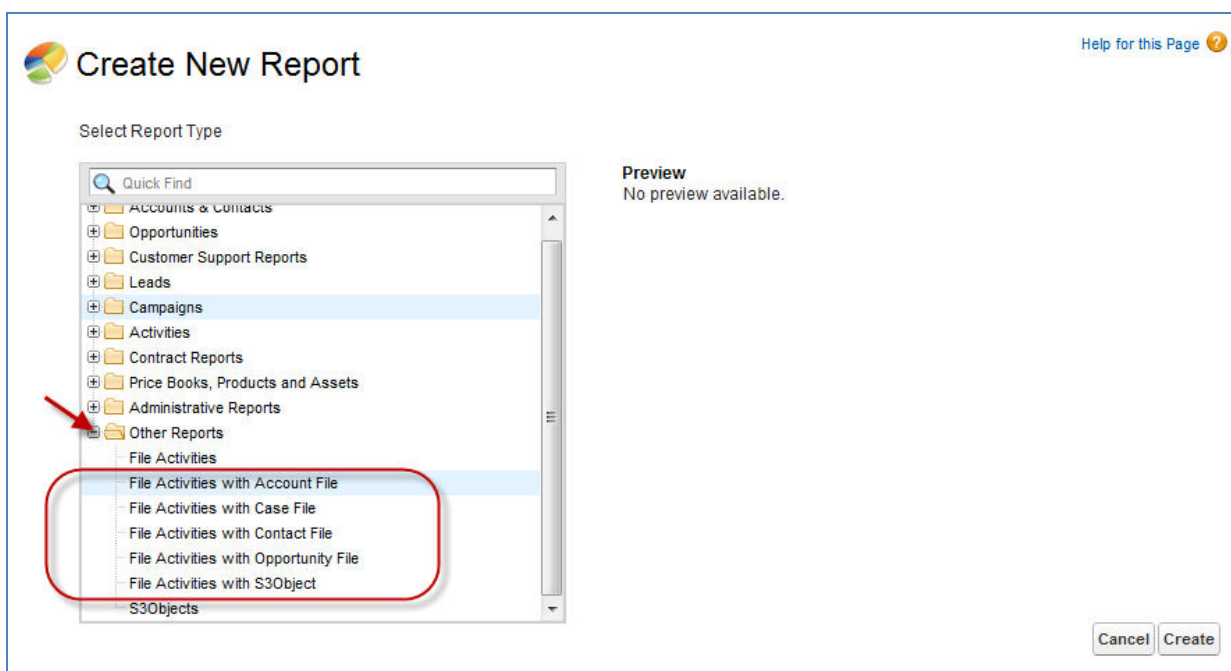 Help for this Page
Create New Report
Select Report Type
Quick Find
Accounts & Contacts
Opportunities
Customer Support Reports
Leads
Campaigns
Activities
Contract Reports
Price Books, Products and Assets
Administrative Reports
Other Reports
File Activities
File Activities with Account File
File Activities with Case File
File Activities with Contact File
File Activities with Opportunity File
File Activities with S3Object
S3Objects
Preview
No preview available.
Cancel Create